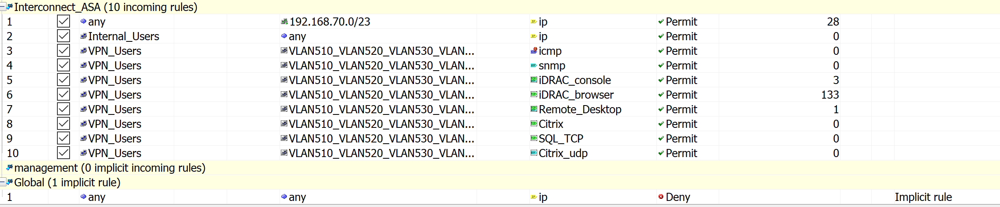 Interconnect_ASA (10 incoming rules)
1 any 192.168.70.0/23 ip Permit 28
2 Internal_Users any ip Permit 0
3 VPN_Users VLAN510_VLAN520_VLAN530_VLAN... icmp Permit 0
4 VPN_Users VLAN510_VLAN520_VLAN530_VLAN... snmp Permit 0
5 VPN_Users VLAN510_VLAN520_VLAN530_VLAN... iDRAC_console Permit 3
6 VPN_Users VLAN510_VLAN520_VLAN530_VLAN... iDRAC_browser Permit 133
7 VPN_Users VLAN510_VLAN520_VLAN530_VLAN... Remote_Desktop Permit 1
8 VPN_Users VLAN510_VLAN520_VLAN530_VLAN... Citrix Permit 0
9 VPN_Users VLAN510_VLAN520_VLAN530_VLAN... SQL_TCP Permit 0
10 VPN_Users VLAN510_VLAN520_VLAN530_VLAN... Citrix_udp Permit 0
management (0 implicit incoming rules)
Global (1 implicit rule)
1 any any ip Deny Implicit rule